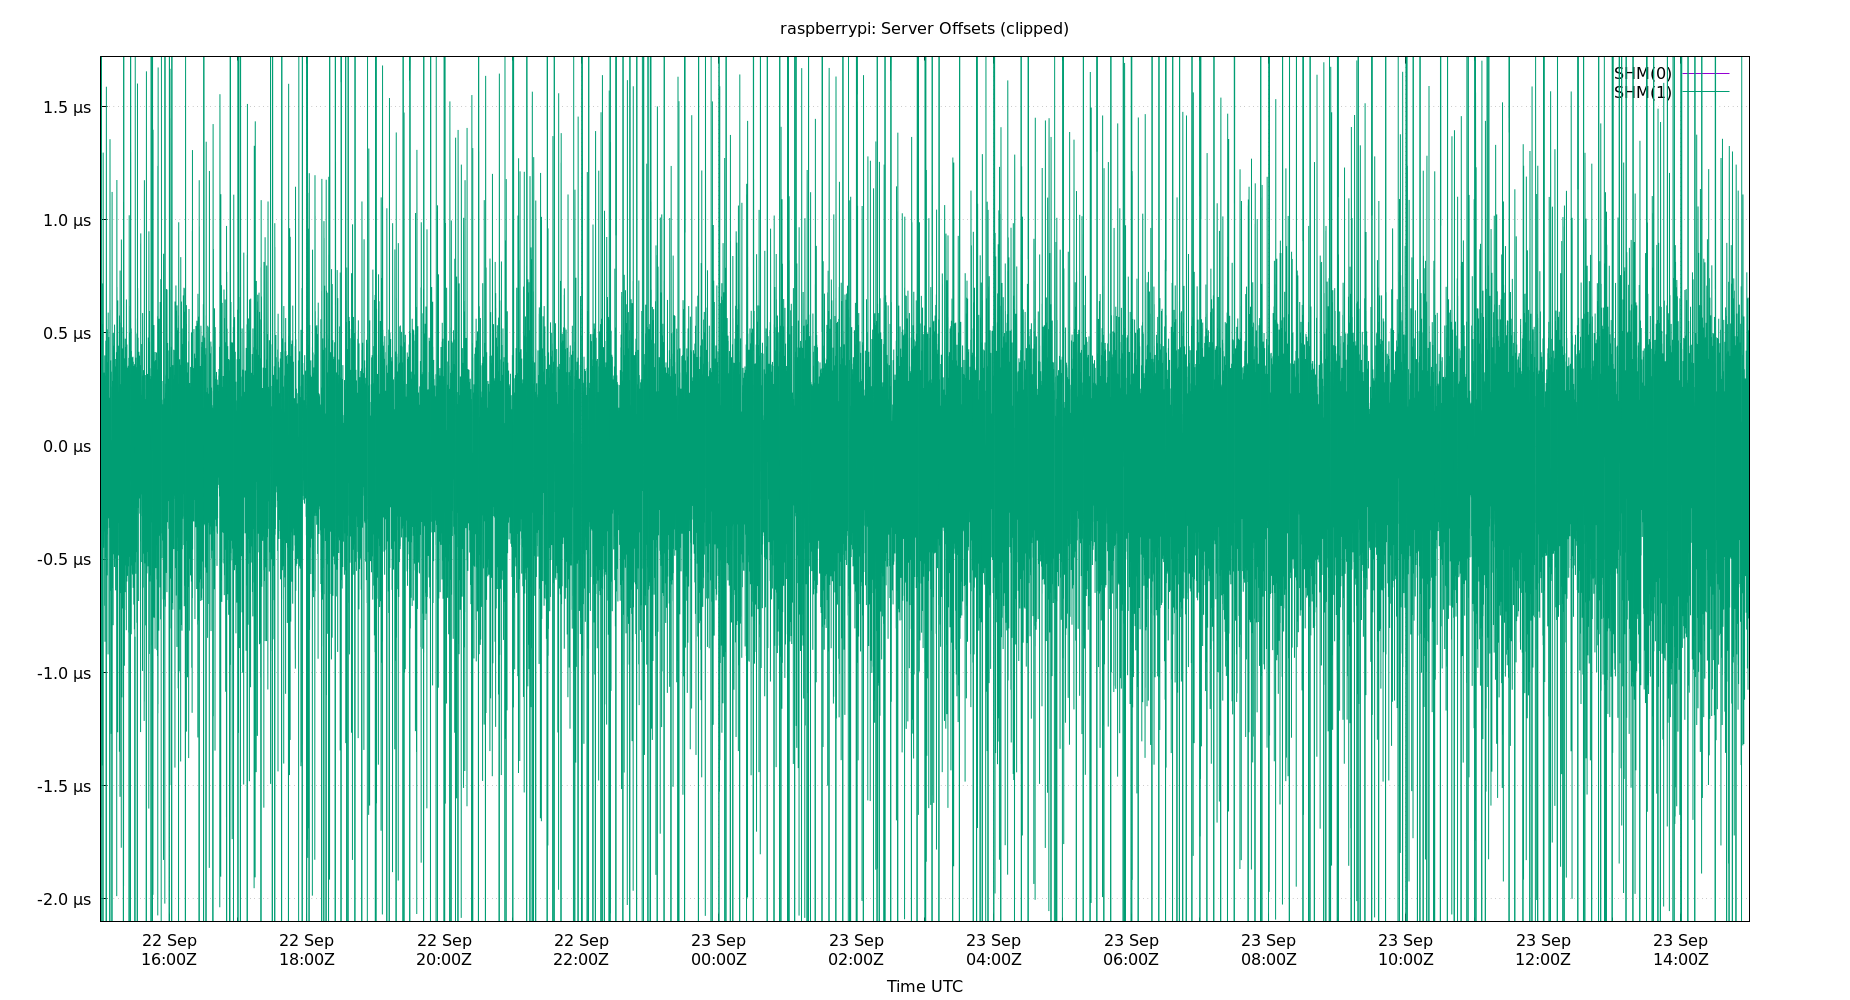 raspberrypi: Server Offsets (clipped)
SHM(0)
SHM(1)
1.5 µs
1.0 µs
0.5 µs
0.0 µs
-0.5 µs
-1.0 µs
-1.5 µs
-2.0 µs
22 Sep 22 Sep 22 Sep 22 Sep 23 Sep 23 Sep 23 Sep 23 Sep 23 Sep 23 Sep 23 Sep 23 Sep
16:00Z 18:00Z 20:00Z 22:00Z 00:00Z 02:00Z 04:00Z 06:00Z 08:00Z 10:00Z 12:00Z 14:00Z
Time UTC